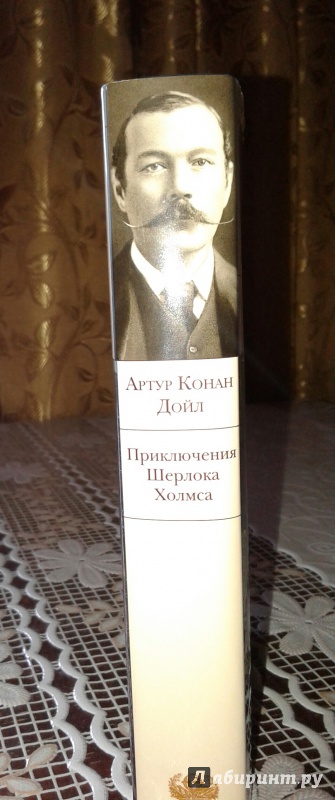 Артур Конан
Дойл
Приключения
Шерлока
Холмса
Лабиринт.ру